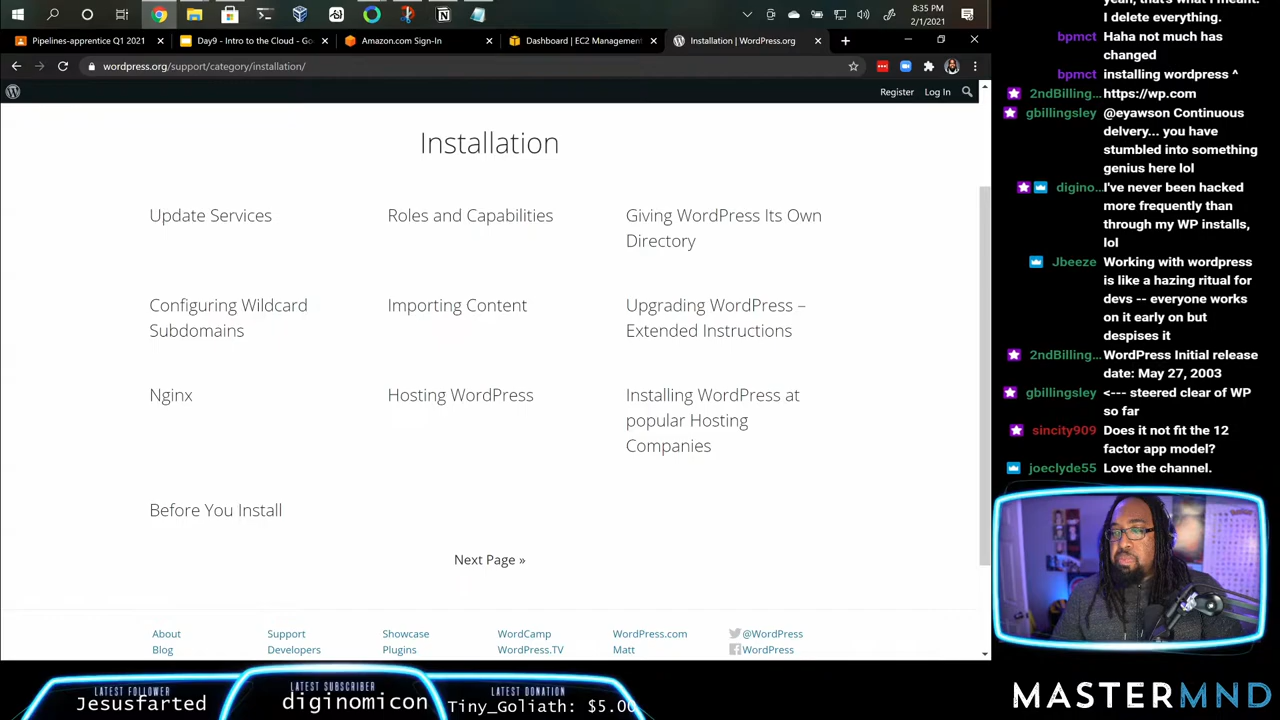 8:35 PM
2/1/2021
Pipelines-apprentice Q1 2021
Day9 - Intro to the Cloud - Go
Amazon.com Sign-In
Dashboard | EC2 Management
Installation | WordPress.org
wordpress.org/support/category/installation/
Register
Log In
Installation
Update Services
Roles and Capabilities
Giving WordPress Its Own
Directory
Configuring Wildcard
Subdomains
Importing Content
Upgrading WordPress –
Extended Instructions
Nginx
Hosting WordPress
Installing WordPress at
popular Hosting
Companies
Before You Install
Next Page »
About
Support
Showcase
WordCamp
WordPress.com
@WordPress
Blog
Developers
Plugins
WordPress.TV
Matt
WordPress
yeah, that's what I meant.
I delete everything.
bpmct Haha not much has
changed
bpmct installing wordpress ^
2ndBilling... https://wp.com
gbillingsley @eyawson Continuous
delvery... you have
stumbled into something
genius here lol
digino... I've never been hacked
more frequently than
through my WP installs,
lol
Jbeeze Working with wordpress
is like a hazing ritual for
devs -- everyone works
on it early on but
despises it
2ndBilling... WordPress Initial release
date: May 27, 2003
gbillingsley <--- steered clear of WP
so far
sincity909 Does it not fit the 12
factor app model?
joeclyde55 Love the channel.
LATEST FOLLOWER
Jesusfarted
LATEST SUBSCRIBER
diginomicon
LATEST DONATION
Tiny_Goliath: $5.00
MASTERMND